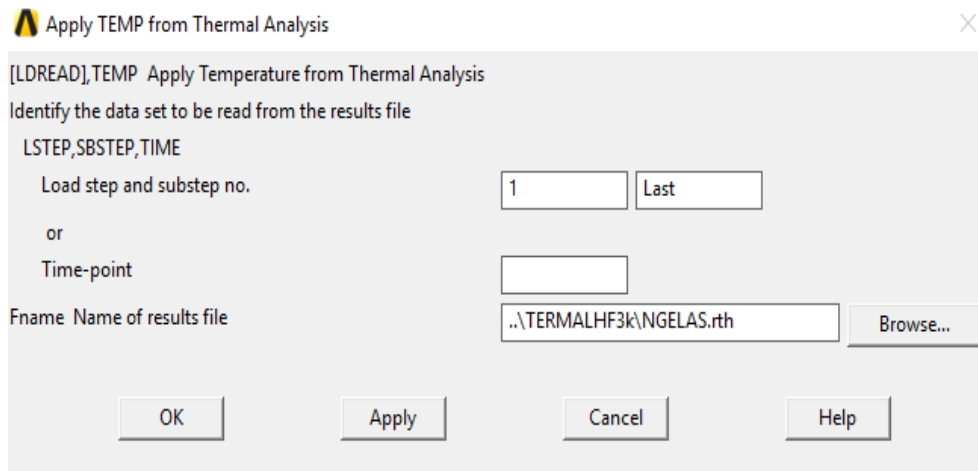 Apply TEMP from Thermal Analysis
[LDREAD],TEMP Apply Temperature from Thermal Analysis
Identify the data set to be read from the results file
LSTEP,SBSTEP,TIME
Load step and substep no. 1 Last
or
Time-point
Fname Name of results file ..\TERMALHF3k\NGELAS.rth Browse...
OK Apply Cancel Help